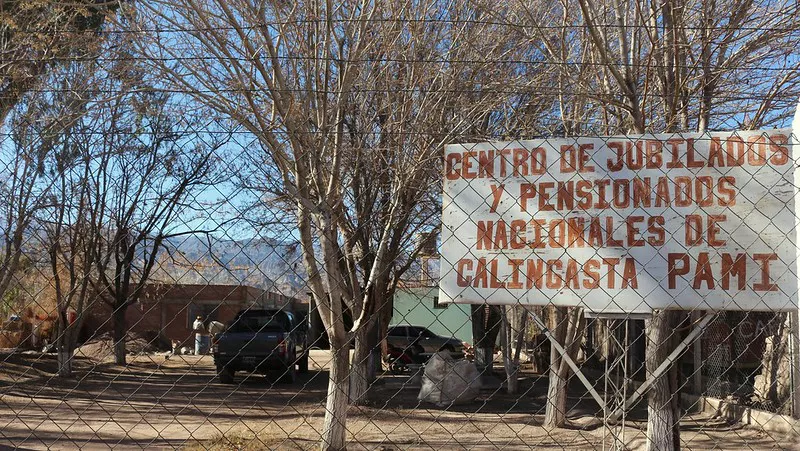 CENTRO DE JUBILADOS
Y PENSIONADOS
NACIONALES DE
CALINGASTA PAMI